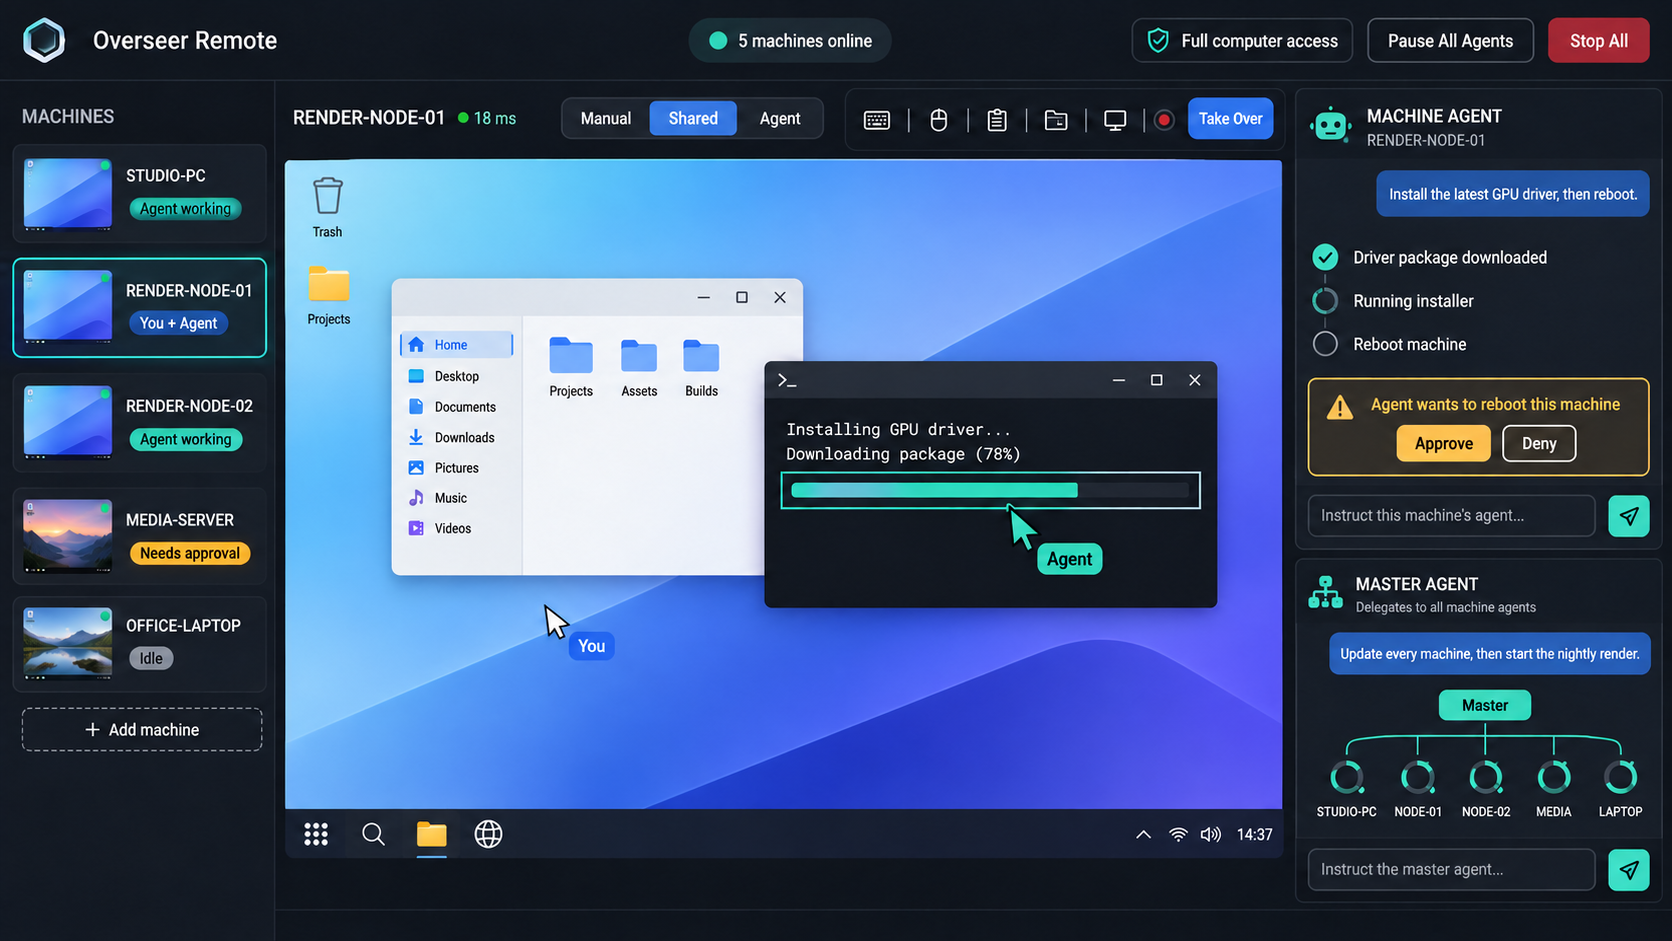 Overseer Remote
5 machines online
Full computer access
Pause All Agents
Stop All
MACHINES
STUDIO-PC
Agent working
RENDER-NODE-01
You + Agent
RENDER-NODE-02
Agent working
MEDIA-SERVER
Needs approval
OFFICE-LAPTOP
Idle
+ Add machine
RENDER-NODE-01
18 ms
Manual
Shared
Agent
Take Over
Trash
Projects
Home
Desktop
Documents
Downloads
Pictures
Music
Videos
Projects
Assets
Builds
>_
Installing GPU driver...
Downloading package (78%)
Agent
You
14:37
MACHINE AGENT
RENDER-NODE-01
Install the latest GPU driver, then reboot.
Driver package downloaded
Running installer
Reboot machine
Agent wants to reboot this machine
Approve
Deny
Instruct this machine's agent...
MASTER AGENT
Delegates to all machine agents
Update every machine, then start the nightly render.
Master
STUDIO-PC
NODE-01
NODE-02
MEDIA
LAPTOP
Instruct the master agent...